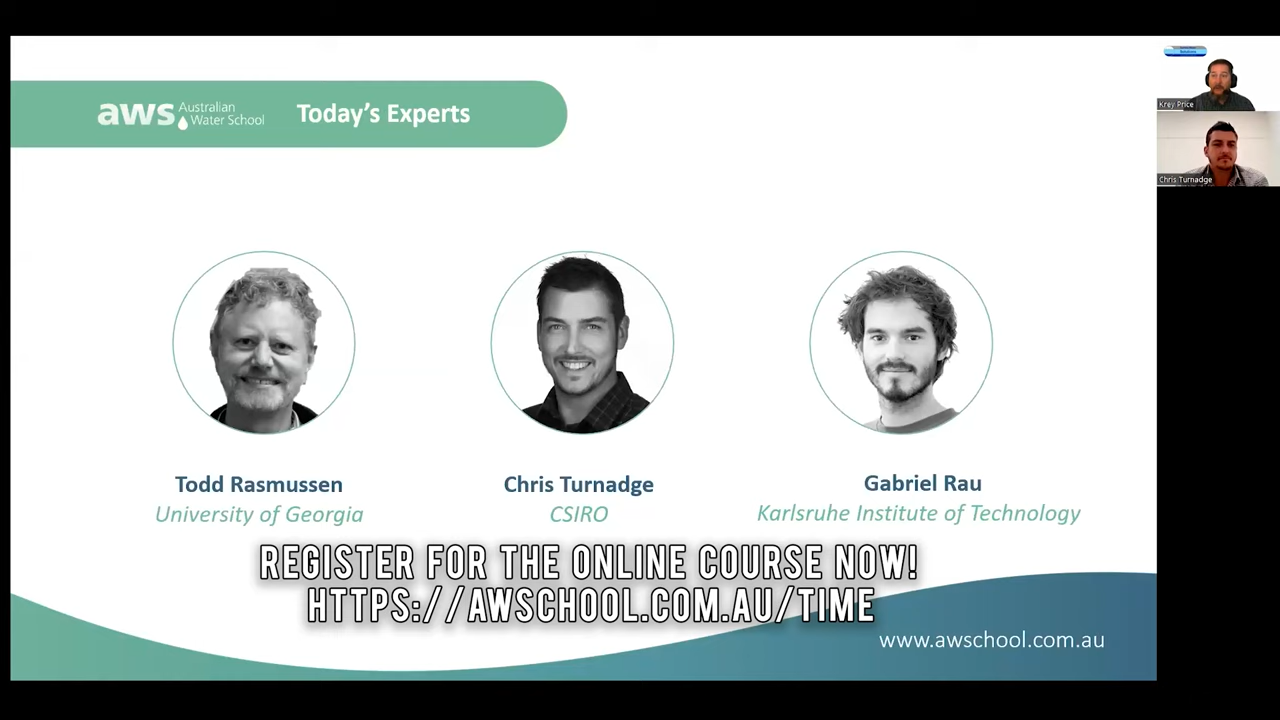 aws Australian
Water School
Today's Experts
Krey Price
Chris Turnadge
Todd Rasmussen
University of Georgia
Chris Turnadge
CSIRO
Gabriel Rau
Karlsruhe Institute of Technology
REGISTER FOR THE ONLINE COURSE NOW!
HTTPS://AWSCHOOL.COM.AU/TIME
www.awschool.com.au